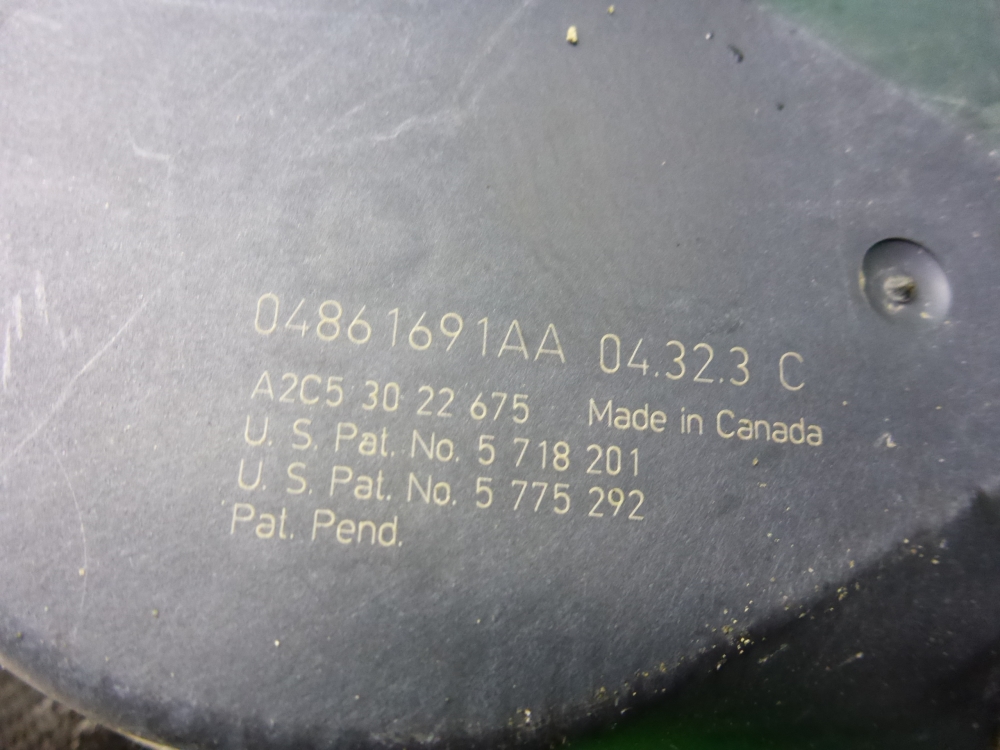 04861691AA 04.32.3 C
A2C5 30 22 675 Made in Canada
U. S. Pat. No. 5 718 201
U. S. Pat. No. 5 775 292
Pat. Pend.